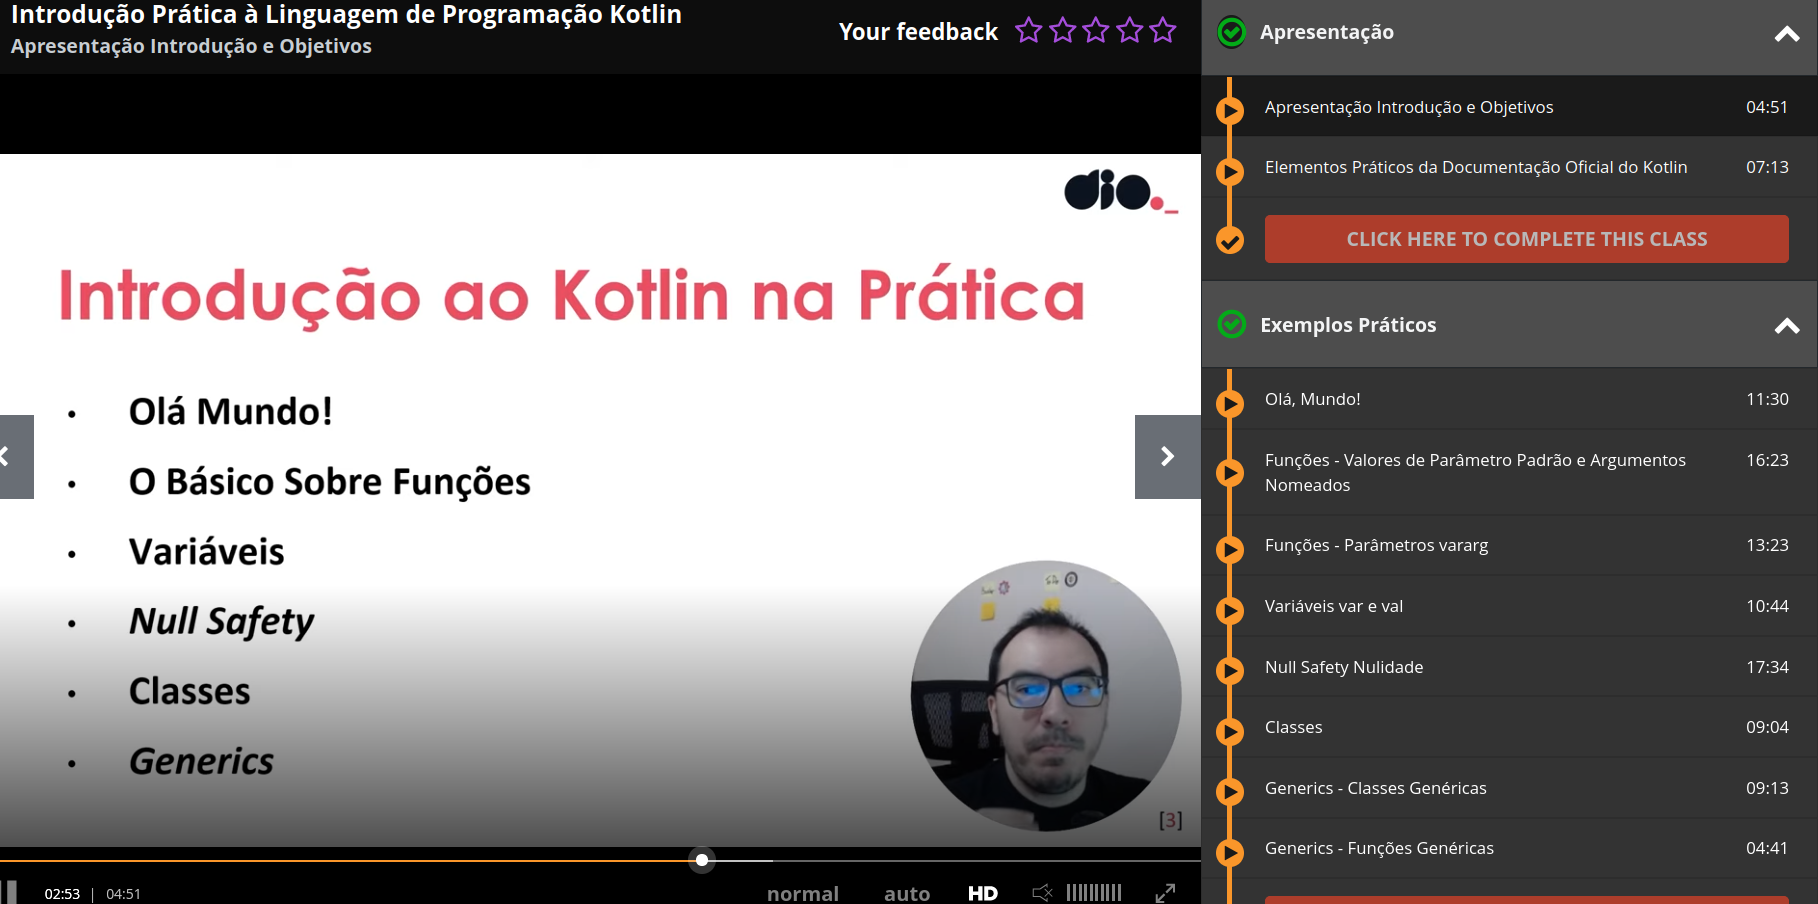 Introdução Prática à Linguagem de Programação Kotlin
Apresentação Introdução e Objetivos
Your feedback
dio._
Introdução ao Kotlin na Prática
• Olá Mundo!
• O Básico Sobre Funções
• Variáveis
• Null Safety
• Classes
• Generics
[3]
02:53 | 04:51
normal auto HD
Apresentação
Apresentação Introdução e Objetivos 04:51
Elementos Práticos da Documentação Oficial do Kotlin 07:13
CLICK HERE TO COMPLETE THIS CLASS
Exemplos Práticos
Olá, Mundo! 11:30
Funções - Valores de Parâmetro Padrão e Argumentos 16:23
Nomeados
Funções - Parâmetros vararg 13:23
Variáveis var e val 10:44
Null Safety Nulidade 17:34
Classes 09:04
Generics - Classes Genéricas 09:13
Generics - Funções Genéricas 04:41